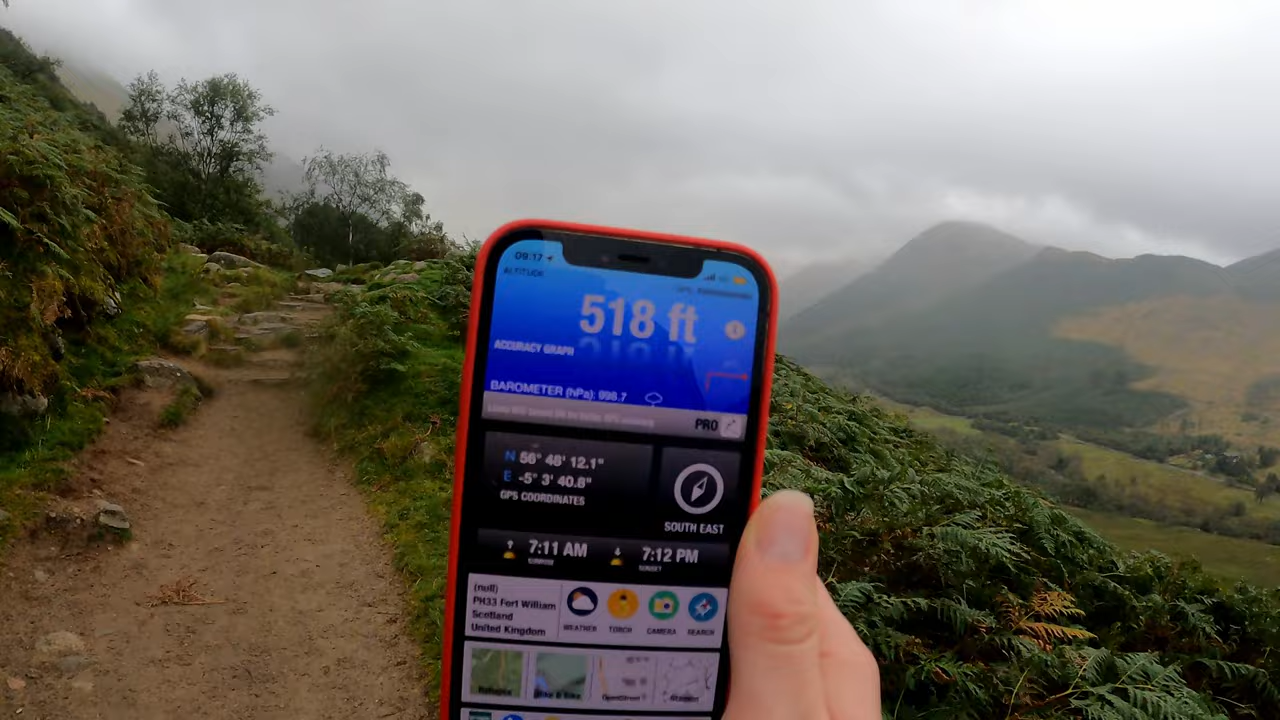 09:17
ALTITUDE
518 ft
ACCURACY GRAPH
BAROMETER (hPa): 998.7
PRO
N 56° 48' 12.1"
E -5° 3' 40.8"
GPS COORDINATES
SOUTH EAST
7:11 AM
SUNRISE
7:12 PM
SUNSET
(null)
PH33 Fort William
Scotland
United Kingdom
WEATHER
TORCH
CAMERA
SEARCH